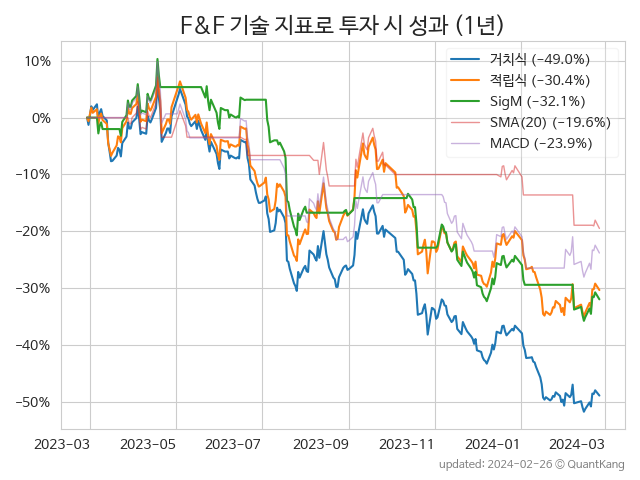 F&F 기술 지표로 투자 시 성과 (1년)
거치식 (−49.0%)
적립식 (−30.4%)
SigM (−32.1%)
SMA(20) (−19.6%)
MACD (−23.9%)
10%
0%
−10%
−20%
−30%
−40%
−50%
2023-03 2023-05 2023-07 2023-09 2023-11 2024-01 2024-03
updated: 2024-02-26 © QuantKang